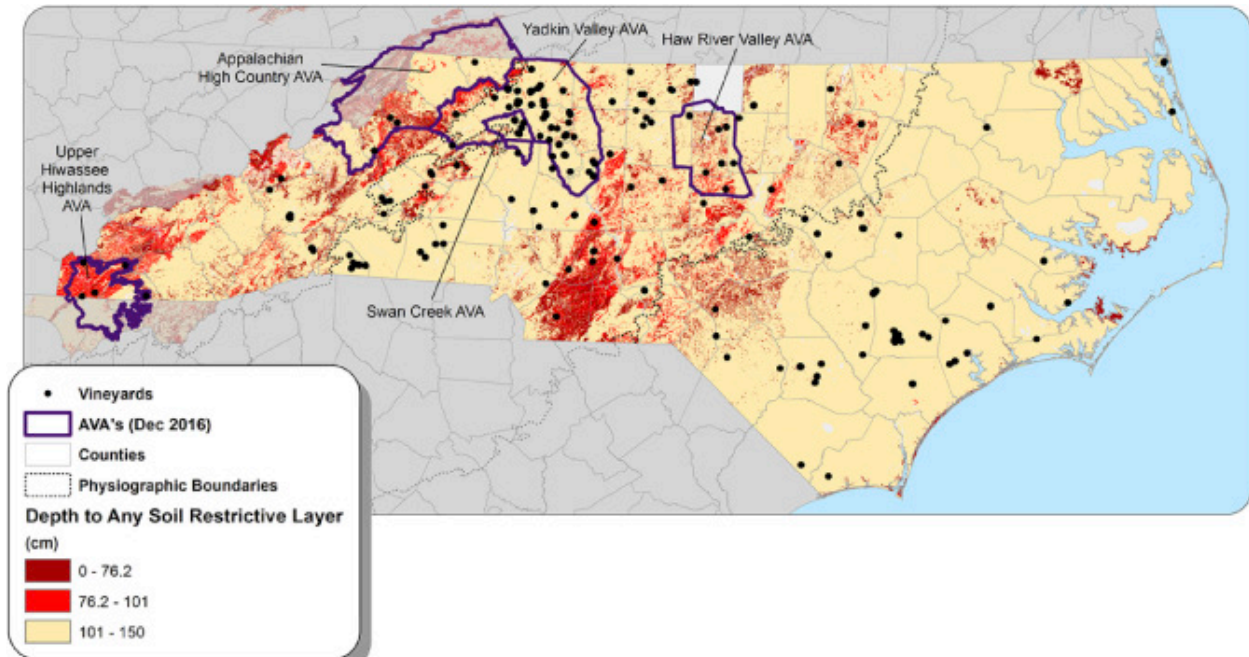 Yadkin Valley AVA
Haw River Valley AVA
Appalachian
High Country AVA
Upper
Hiwassee
Highlands
AVA
Swan Creek AVA
Vineyards
AVA's (Dec 2016)
Counties
Physiographic Boundaries
Depth to Any Soil Restrictive Layer
(cm)
0 - 76.2
76.2 - 101
101 - 150